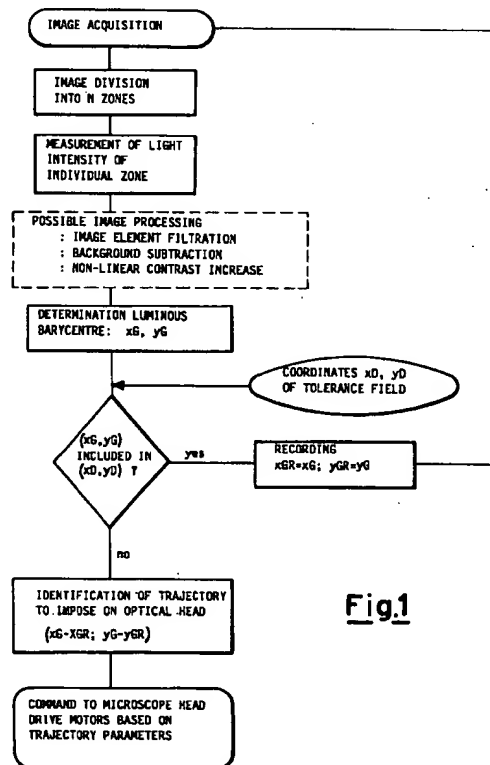 IMAGE ACQUISITION
IMAGE DIVISION
INTO N ZONES
MEASUREMENT OF LIGHT
INTENSITY OF
INDIVIDUAL ZONE
POSSIBLE IMAGE PROCESSING
: IMAGE ELEMENT FILTRATION
: BACKGROUND SUBTRACTION
: NON-LINEAR CONTRAST INCREASE
DETERMINATION LUMINOUS
BARYCENTRE: xG, yG
COORDINATES xD, yD
OF TOLERANCE FIELD
(xG,yG)
INCLUDED IN
(xD,yD) ?
yes
RECORDING
xGR=xG; yGR=yG
no
IDENTIFICATION OF TRAJECTORY
TO IMPOSE ON OPTICAL HEAD
(xG-XGR; yG-yGR)
Fig.1
COMMAND TO MICROSCOPE HEAD
DRIVE MOTORS BASED ON
TRAJECTORY PARAMETERS